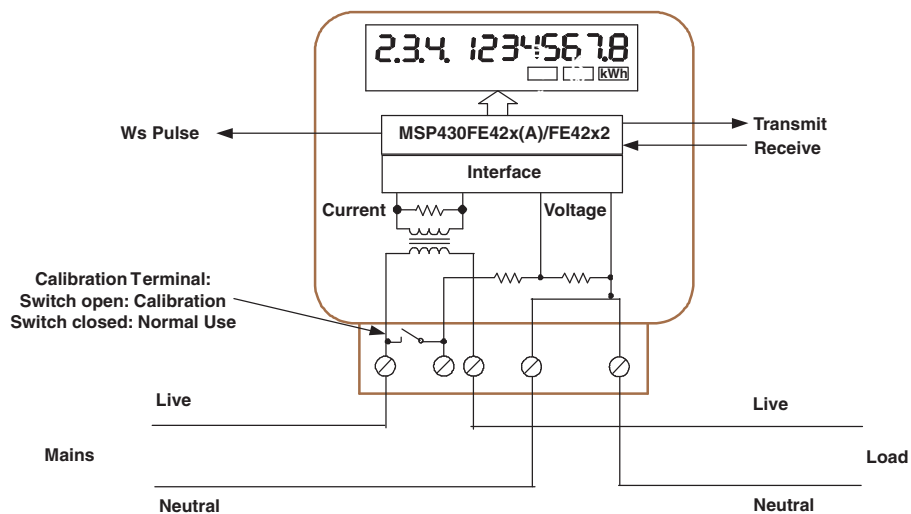 2.3.4. 1234567.8
kWh
MSP430FE42x(A)/FE42x2
Ws Pulse
Transmit
Receive
Interface
Current
Voltage
Calibration Terminal:
Switch open: Calibration
Switch closed: Normal Use
Live
Live
Mains
Load
Neutral
Neutral